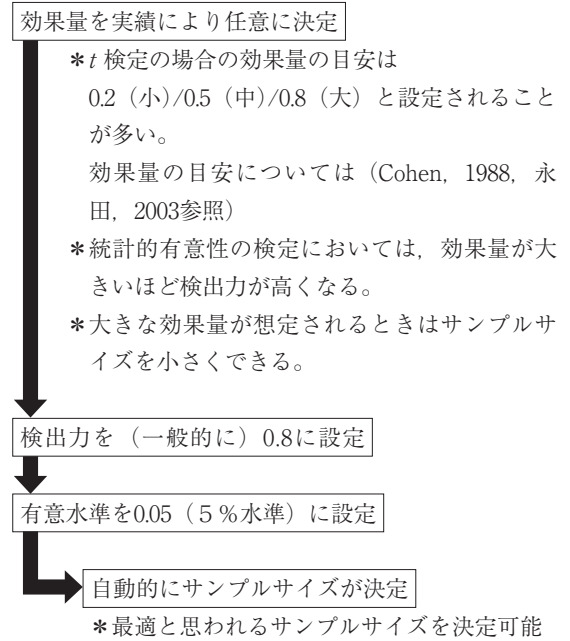 効果量を実績により任意に決定
＊t 検定の場合の効果量の目安は
0.2（小）/0.5（中）/0.8（大）と設定されること
が多い。
効果量の目安については（Cohen，1988，永
田，2003参照）
＊統計的有意性の検定においては，効果量が大
きいほど検出力が高くなる。
＊大きな効果量が想定されるときはサンプルサ
イズを小さくできる。
検出力を（一般的に）0.8に設定
有意水準を0.05（５％水準）に設定
自動的にサンプルサイズが決定
＊最適と思われるサンプルサイズを決定可能